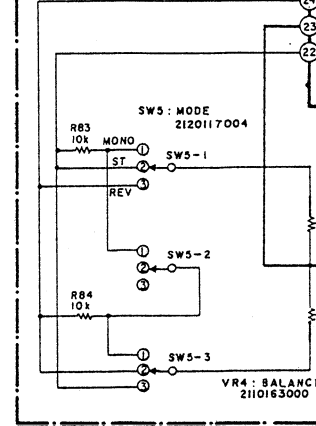 24
23
22
SW5: MODE
2120117004
R83
10k
MONO
1
SW5-1
ST
2
REV
3
1
SW5-2
2
3
R84
10k
1
SW5-3
2
3
VR4: BALANC
2110163000